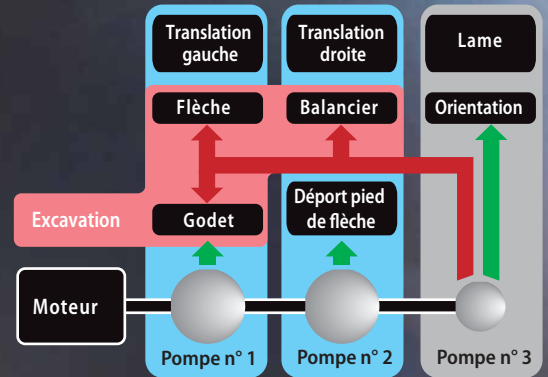 Translation
gauche
Translation
droite
Lame
Flèche
Balancier
Orientation
Excavation
Godet
Déport pied
de flèche
Moteur
Pompe n° 1
Pompe n° 2
Pompe n° 3